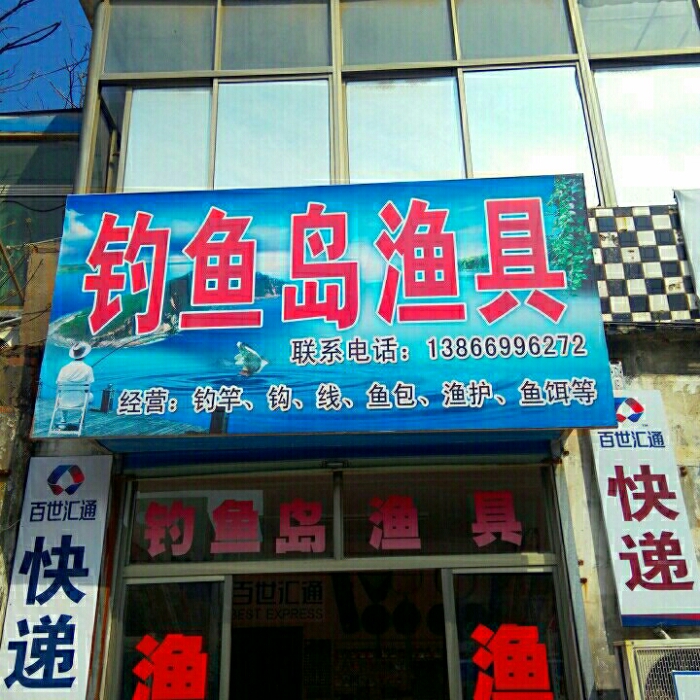 钓鱼岛渔具
联系电话：13866996272
经营：钓竿、钩、线、鱼包、渔护、鱼饵等
百世汇通
快递
百世汇通
快递
钓鱼岛渔具
百世汇通
BEST EXPRESS
渔
渔